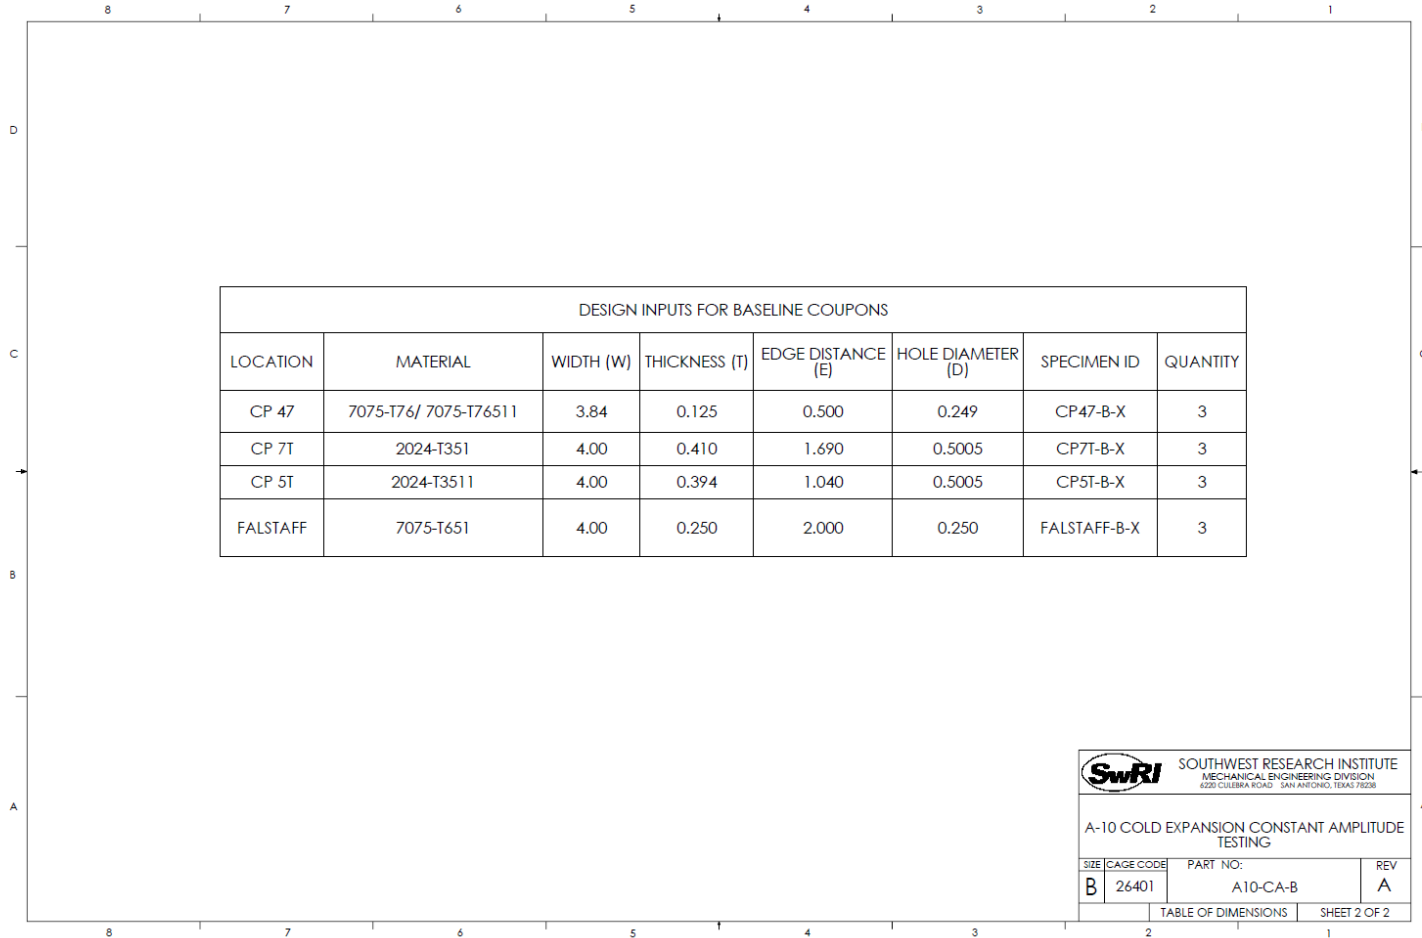 8 7 6 5 4 3 2 1
D
C
B
A
DESIGN INPUTS FOR BASELINE COUPONS
LOCATION MATERIAL WIDTH (W) THICKNESS (T) EDGE DISTANCE (E) HOLE DIAMETER (D) SPECIMEN ID QUANTITY
CP 47 7075-T76/ 7075-T76511 3.84 0.125 0.500 0.249 CP47-B-X 3
CP 7T 2024-T351 4.00 0.410 1.690 0.5005 CP7T-B-X 3
CP 5T 2024-T3511 4.00 0.394 1.040 0.5005 CP5T-B-X 3
FALSTAFF 7075-T651 4.00 0.250 2.000 0.250 FALSTAFF-B-X 3
SwRI
SOUTHWEST RESEARCH INSTITUTE
MECHANICAL ENGINEERING DIVISION
6220 CULEBRA ROAD SAN ANTONIO, TEXAS 78238
A-10 COLD EXPANSION CONSTANT AMPLITUDE
TESTING
SIZE CAGE CODE PART NO: REV
B 26401 A10-CA-B A
TABLE OF DIMENSIONS SHEET 2 OF 2
8 7 6 5 4 3 2 1